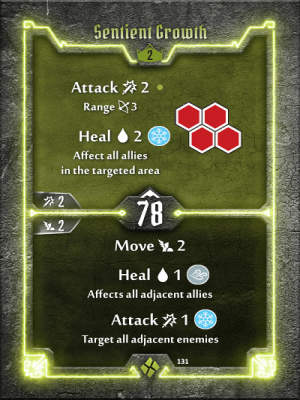 Sentient Growth
2
Attack 2
Range 3
Heal 2
Affect all allies
in the targeted area
2
78
2
Move 2
Heal 1
Affects all adjacent allies
Attack 1
Target all adjacent enemies
131